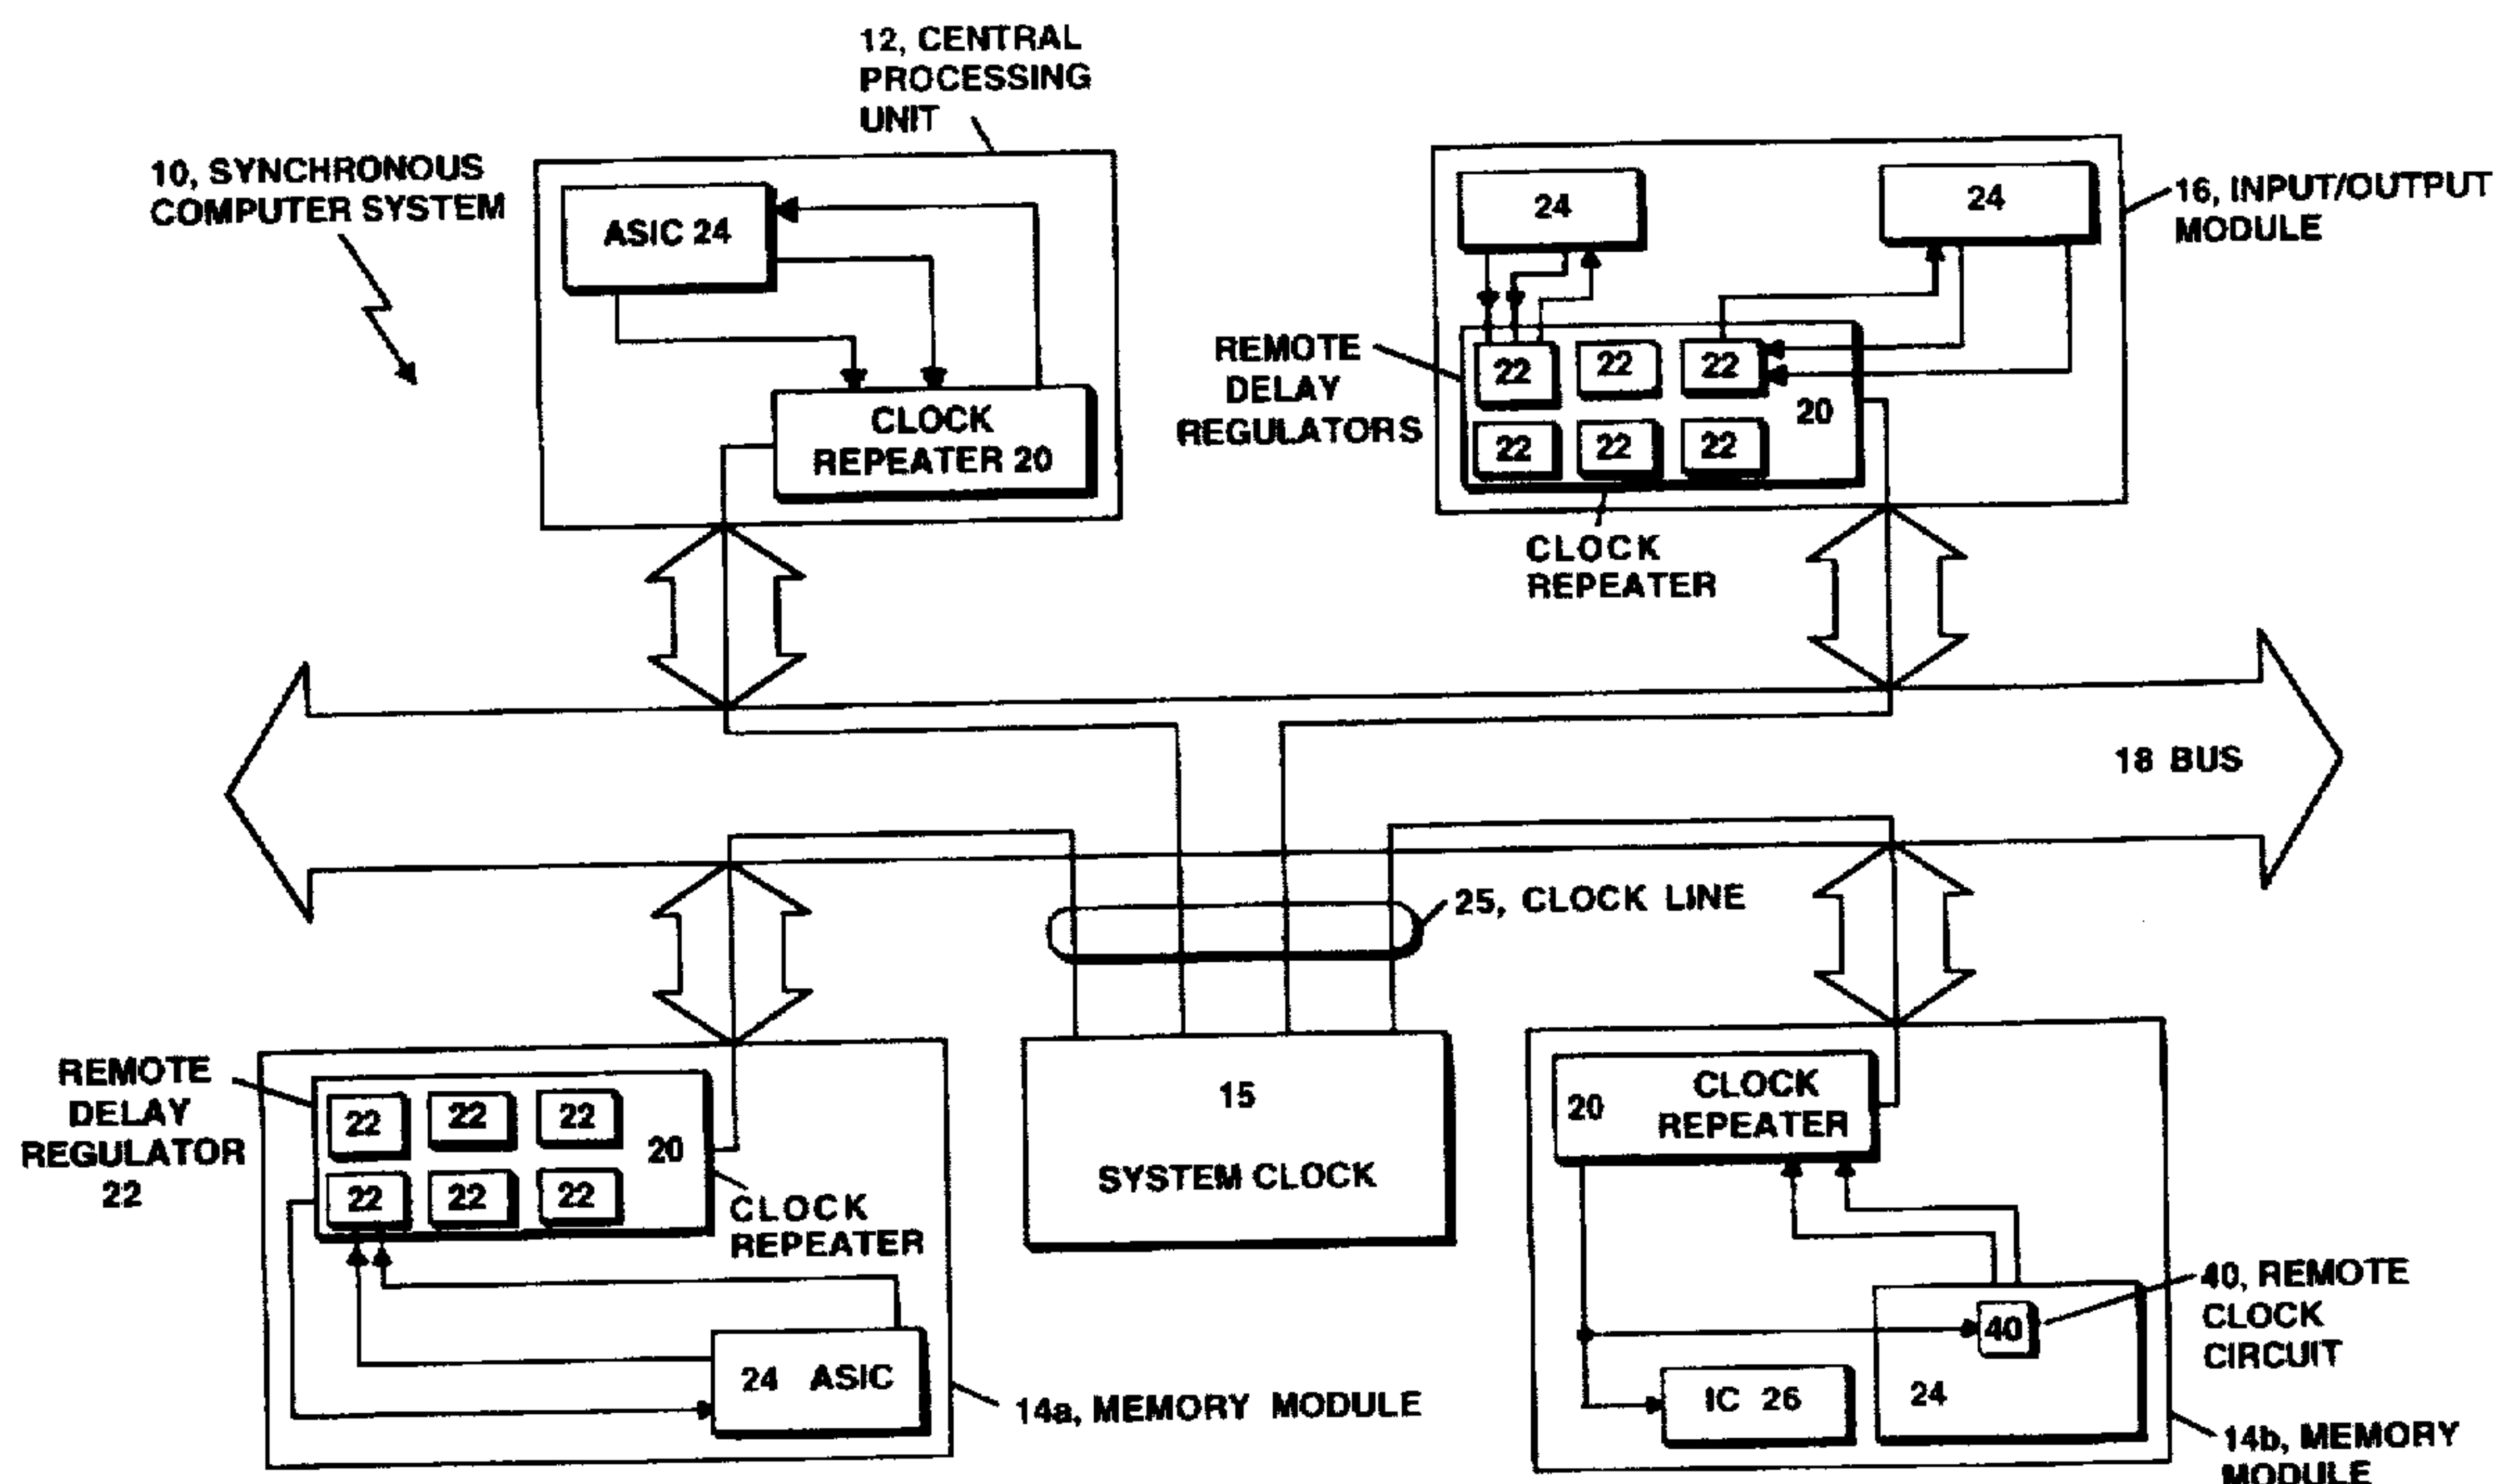 12, CENTRAL
PROCESSING
UNIT
10, SYNCHRONOUS
COMPUTER SYSTEM
ASIC 24
CLOCK
REPEATER 20
24
24
16, INPUT/OUTPUT
MODULE
REMOTE
DELAY
REGULATORS
22
22
22
20
22
22
22
CLOCK
REPEATER
18 BUS
25, CLOCK LINE
REMOTE
DELAY
REGULATOR
22
22
22
22
20
22
22
22
CLOCK
REPEATER
24 ASIC
14a, MEMORY MODULE
15
SYSTEM CLOCK
20
CLOCK
REPEATER
40
40, REMOTE
CLOCK
CIRCUIT
IC 26
24
14b, MEMORY
MODULE